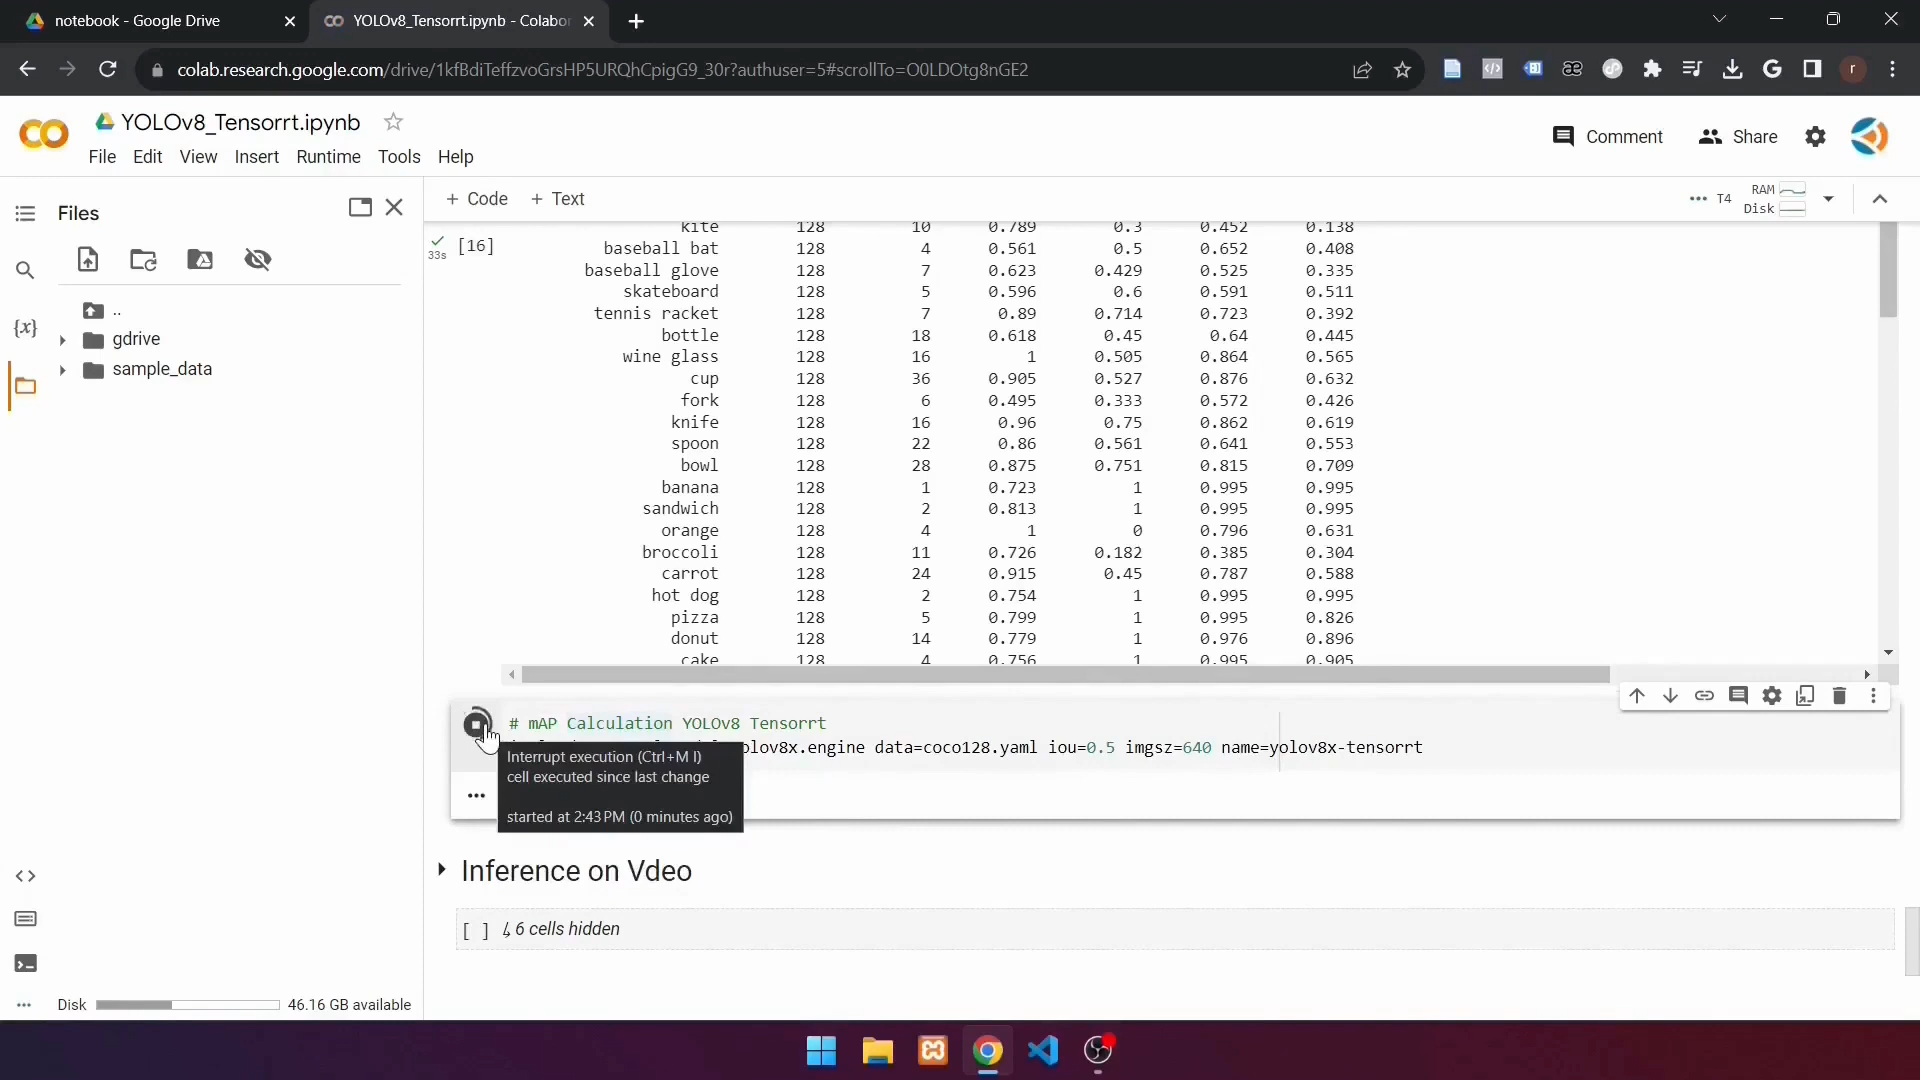 notebook - Google Drive
YOLOv8_Tensorrt.ipynb - Colabor
colab.research.google.com/drive/1kfBdiTeffzvoGrsHP5URQhCpigG9_30r?authuser=5#scrollTo=O0LDOtg8nGE2
r
YOLOv8_Tensorrt.ipynb
File Edit View Insert Runtime Tools Help
Comment Share
Files
+ Code + Text
T4 RAM
Disk
..
gdrive
sample_data
[16]
33s
kite 128 10 0.789 0.3 0.452 0.138
baseball bat 128 4 0.561 0.5 0.652 0.408
baseball glove 128 7 0.623 0.429 0.525 0.335
skateboard 128 5 0.596 0.6 0.591 0.511
tennis racket 128 7 0.89 0.714 0.723 0.392
bottle 128 18 0.618 0.45 0.64 0.445
wine glass 128 16 1 0.505 0.864 0.565
cup 128 36 0.905 0.527 0.876 0.632
fork 128 6 0.495 0.333 0.572 0.426
knife 128 16 0.96 0.75 0.862 0.619
spoon 128 22 0.86 0.561 0.641 0.553
bowl 128 28 0.875 0.751 0.815 0.709
banana 128 1 0.723 1 0.995 0.995
sandwich 128 2 0.813 1 0.995 0.995
orange 128 4 1 0 0.796 0.631
broccoli 128 11 0.726 0.182 0.385 0.304
carrot 128 24 0.915 0.45 0.787 0.588
hot dog 128 2 0.754 1 0.995 0.995
pizza 128 5 0.799 1 0.995 0.826
donut 128 14 0.779 1 0.976 0.896
cake 128 4 0.756 1 0.995 0.905
# mAP Calculation YOLOv8 Tensorrt
olov8x.engine data=coco128.yaml iou=0.5 imgsz=640 name=yolov8x-tensorrt
Interrupt execution (Ctrl+M I)
cell executed since last change
started at 2:43 PM (0 minutes ago)
Inference on Vdeo
[ ] ↳ 6 cells hidden
Disk 46.16 GB available